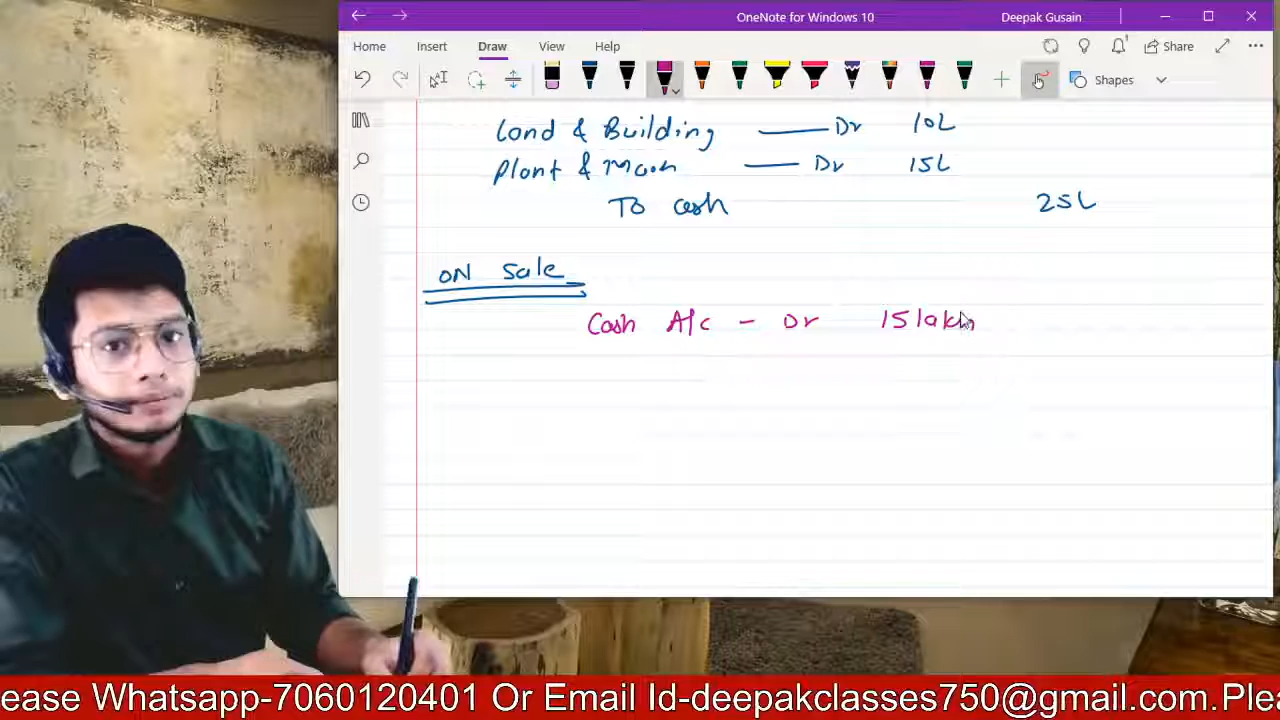 OneNote for Windows 10
Deepak Gusain
Home Insert Draw View Help
Share
Shapes
Land & Building — Dr 10L
Plant & Mach — Dr 15L
To cash 25L
ON Sale
Cash A/c - Dr 15 lakh
ease Whatsapp-7060120401 Or Email Id-deepakclasses750@gmail.com.Plea